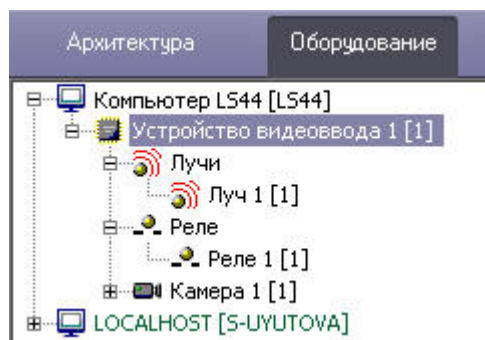 Архитектура Оборудование
Компьютер LS44 [LS44]
Устройство видеоввода 1 [1]
Лучи
Луч 1 [1]
Реле
Реле 1 [1]
Камера 1 [1]
LOCALHOST [S-UYUTOVA]